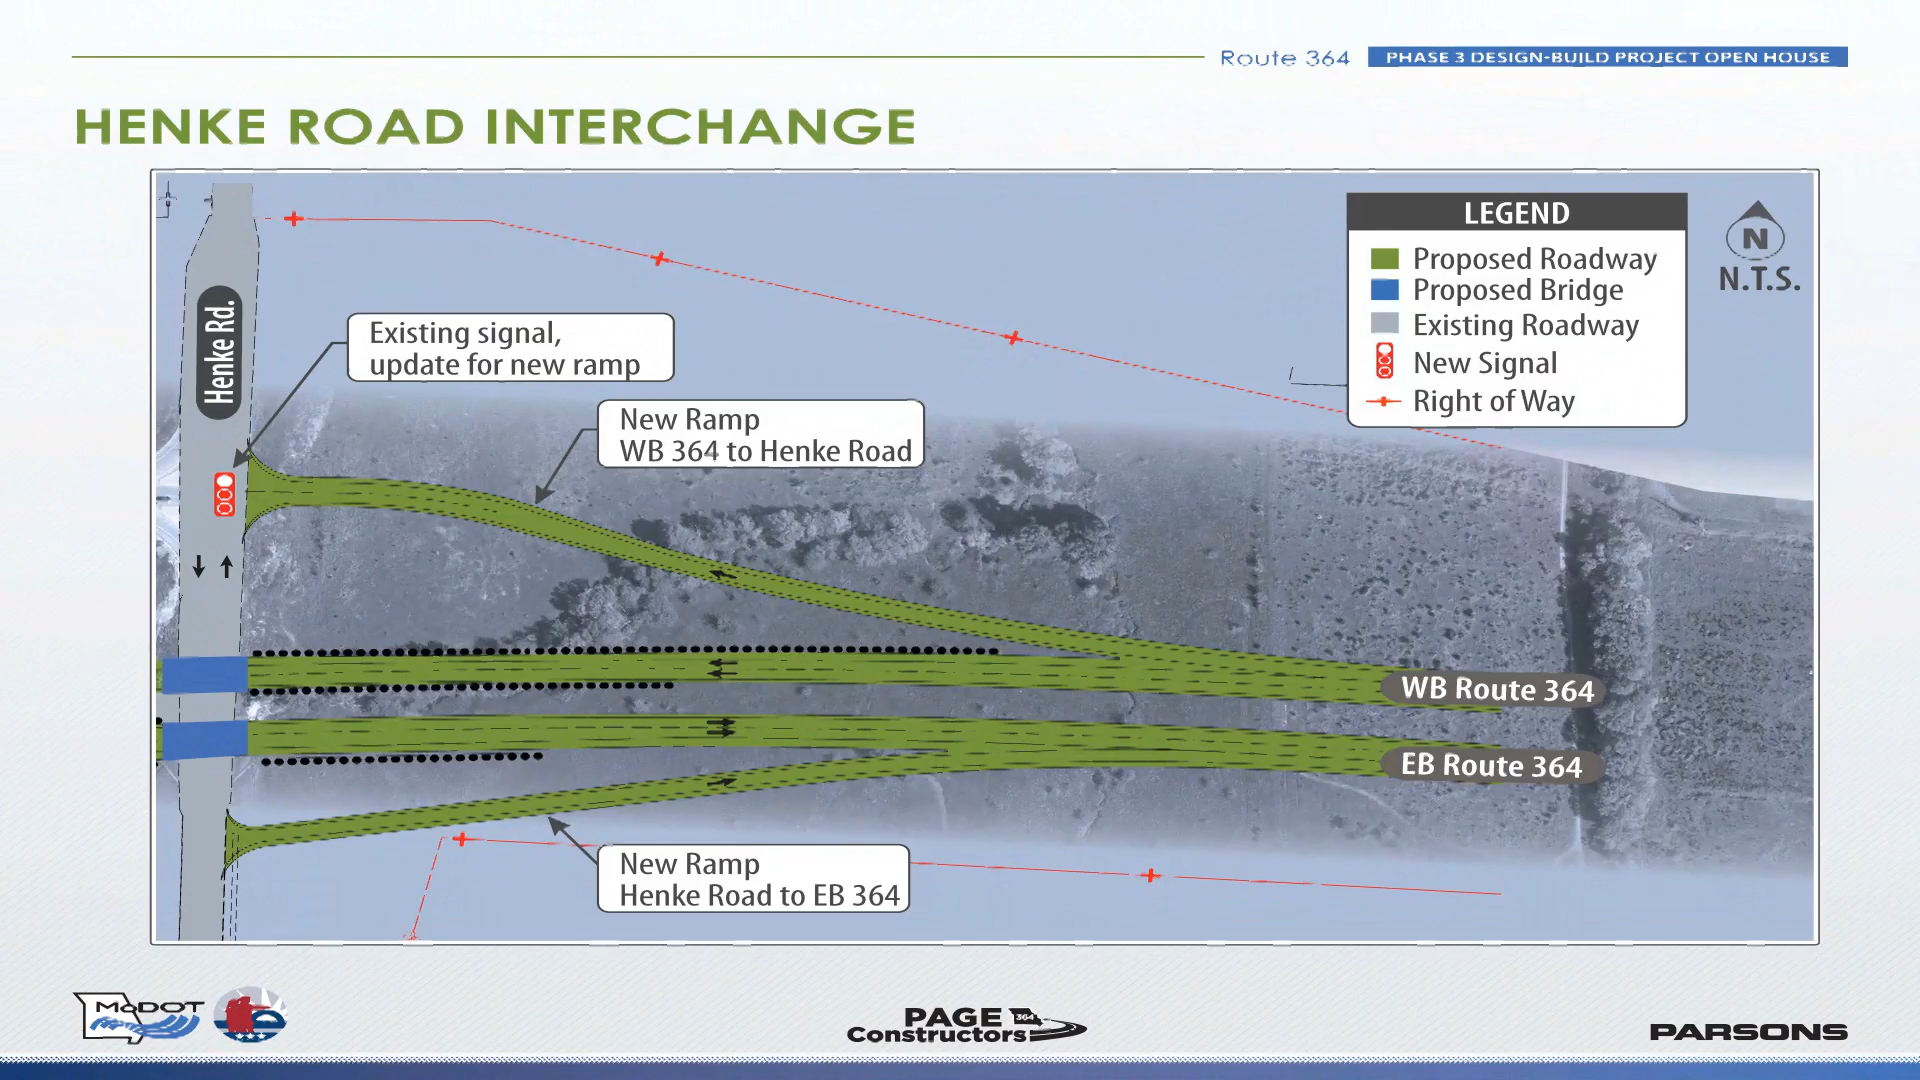 Route 364
PHASE 3 DESIGN-BUILD PROJECT OPEN HOUSE
HENKE ROAD INTERCHANGE
LEGEND
Proposed Roadway
Proposed Bridge
Existing Roadway
New Signal
Right of Way
N
N.T.S.
Henke Rd.
Existing signal,
update for new ramp
New Ramp
WB 364 to Henke Road
WB Route 364
EB Route 364
New Ramp
Henke Road to EB 364
MoDOT
PAGE
364
Constructors
PARSONS